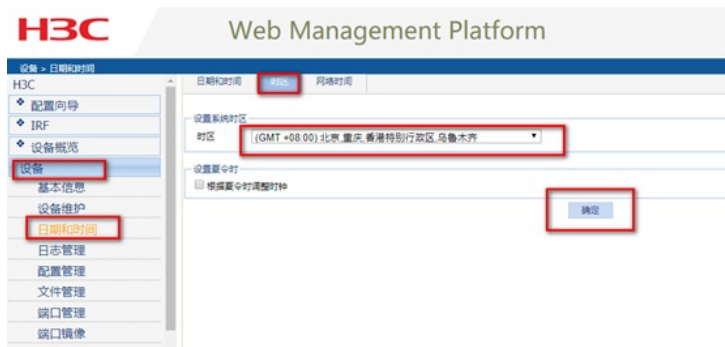 H3C
Web Management Platform
设备 > 日期和时间
H3C
配置向导
IRF
设备概览
设备
基本信息
设备维护
日期和时间
日志管理
配置管理
文件管理
端口管理
端口镜像
日期和时间 时区 网络时间
设置系统时区
时区 (GMT +08:00) 北京,重庆,香港特别行政区,乌鲁木齐
设置夏令时
根据夏令时调整时钟
确定